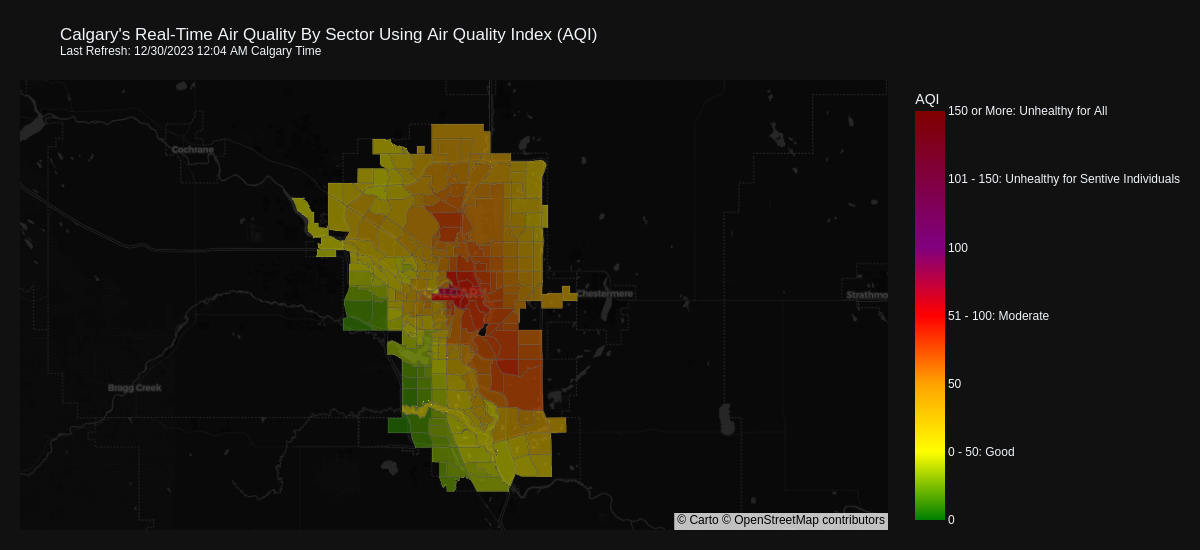 Calgary's Real-Time Air Quality By Sector Using Air Quality Index (AQI)
Last Refresh: 12/30/2023 12:04 AM Calgary Time
AQI
150 or More: Unhealthy for All
Cochrane
101 - 150: Unhealthy for Sentive Individuals
100
CALGARY
Chestermere
Strathmo
51 - 100: Moderate
50
Bragg Creek
0 - 50: Good
0
© Carto © OpenStreetMap contributors